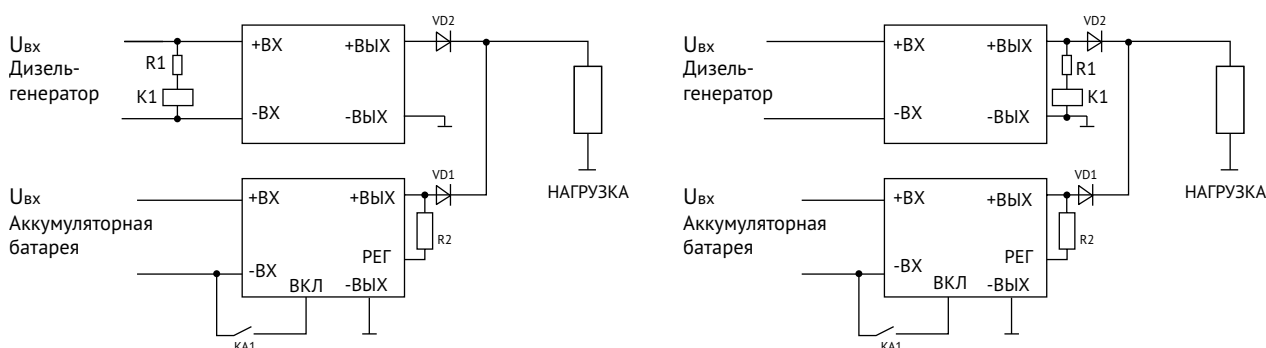 Uвх
Дизель-
генератор
R1
K1
+ВХ
-ВХ
+ВЫХ
-ВЫХ
VD2
НАГРУЗКА
Uвх
Аккумуляторная
батарея
+ВХ
-ВХ
ВКЛ
+ВЫХ
РЕГ
-ВЫХ
VD1
R2
KA1
Uвх
Дизель-
генератор
+ВХ
-ВХ
+ВЫХ
-ВЫХ
VD2
R1
K1
НАГРУЗКА
Uвх
Аккумуляторная
батарея
+ВХ
-ВХ
ВКЛ
+ВЫХ
РЕГ
-ВЫХ
VD1
R2
KA1